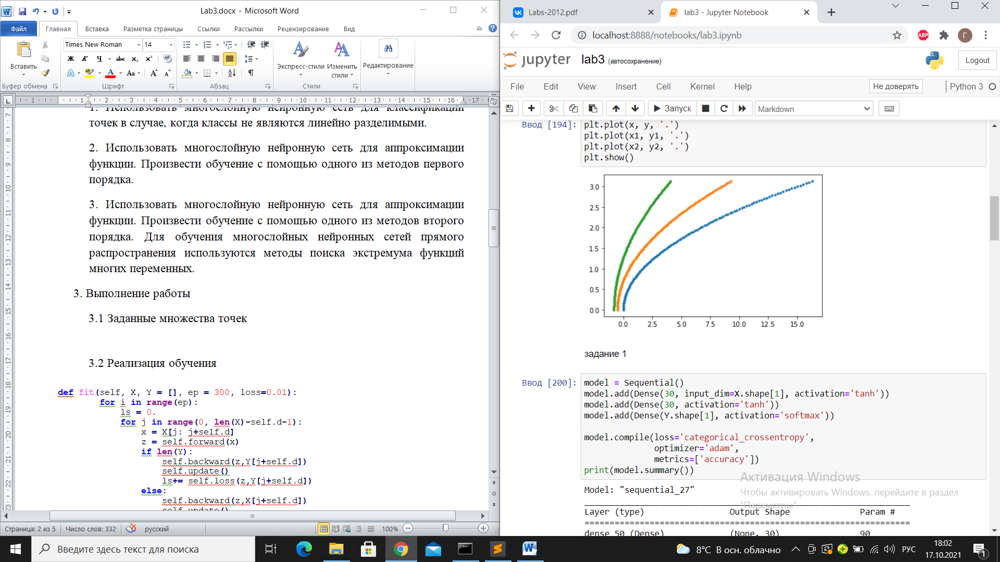 Lab3.docx - Microsoft Word
Файл Главная Вставка Разметка страницы Ссылки Рассылки Рецензирование Вид
Times New Roman 14
Вставить
Экспресс-стили
Изменить стили
Редактирование
Буфер обмена Шрифт Абзац Стили
1. Использовать многослойную нейронную сеть для классификации
точек в случае, когда классы не являются линейно разделимыми.
2. Использовать многослойную нейронную сеть для аппроксимации
функции. Произвести обучение с помощью одного из методов первого
порядка.
3. Использовать многослойную нейронную сеть для аппроксимации
функции. Произвести обучение с помощью одного из методов второго
порядка. Для обучения многослойных нейронных сетей прямого
распространения используются методы поиска экстремума функций
многих переменных.
3. Выполнение работы
3.1 Заданные множества точек
3.2 Реализация обучения
def fit(self, X, Y = [], ep = 300, loss=0.01):
for i in range(ep):
ls = 0.
for j in range(0, len(X)-self.d-1):
x = X[j: j+self.d]
z = self.forward(x)
if len(Y):
self.backward(z,Y[j+self.d])
self.update()
ls+= self.loss(z,Y[j+self.d])
else:
self.backward(z,X[j+self.d])
self.update()
Страница: 2 из 5 Число слов: 332 русский 100%
Labs-2012.pdf
lab3 - Jupyter Notebook
localhost:8888/notebooks/lab3.ipynb
ABP
Г
jupyter lab3 (автосохранение)
Logout
File Edit View Insert Cell Kernel Help
Не доверять
Python 3
Запуск
Markdown
Ввод [194]:
plt.plot(x, y, '.')
plt.plot(x1, y1, '.')
plt.plot(x2, y2, '.')
plt.show()
3.0
2.5
2.0
1.5
1.0
0.5
0.0
0.0 2.5 5.0 7.5 10.0 12.5 15.0
задание 1
Ввод [200]:
model = Sequential()
model.add(Dense(30, input_dim=X.shape[1], activation='tanh'))
model.add(Dense(30, activation='tanh'))
model.add(Dense(Y.shape[1], activation='softmax'))
model.compile(loss='categorical_crossentropy',
optimizer='adam',
metrics=['accuracy'])
print(model.summary())
Model: "sequential_27"
Layer (type) Output Shape Param #
dense_50 (Dense) (None, 30) 90
Активация Windows
Чтобы активировать Windows, перейдите в раздел
"Параметры".
Введите здесь текст для поиска
8°C В осн. облачно
РУС
18:02
17.10.2021
1